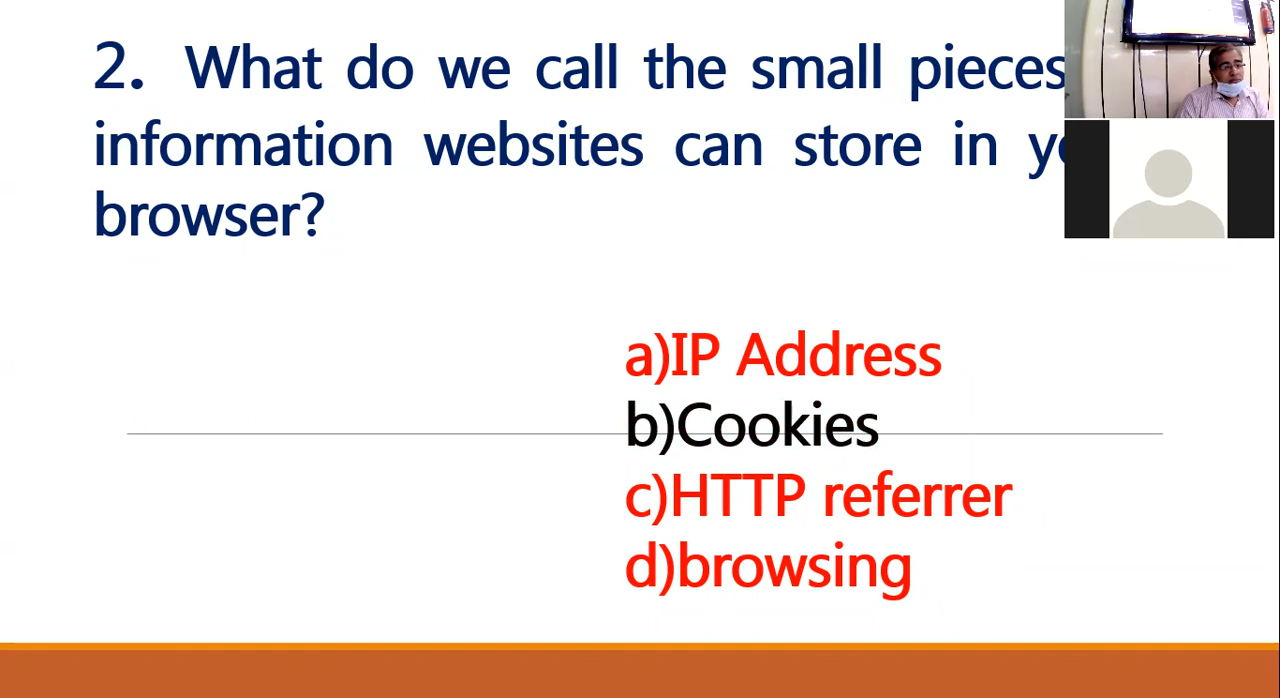 2. What do we call the small pieces
information websites can store in
browser?
a)IP Address
b)Cookies
c)HTTP referrer
d)browsing